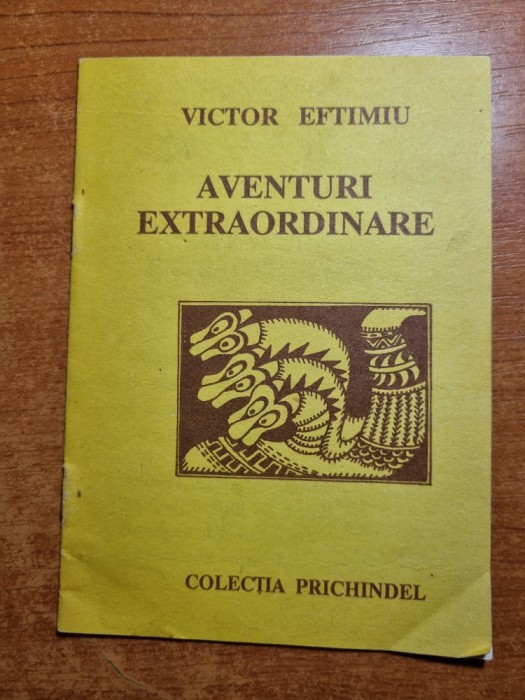 VICTOR EFTIMIU
AVENTURI
EXTRAORDINARE
COLECȚIA PRICHINDEL